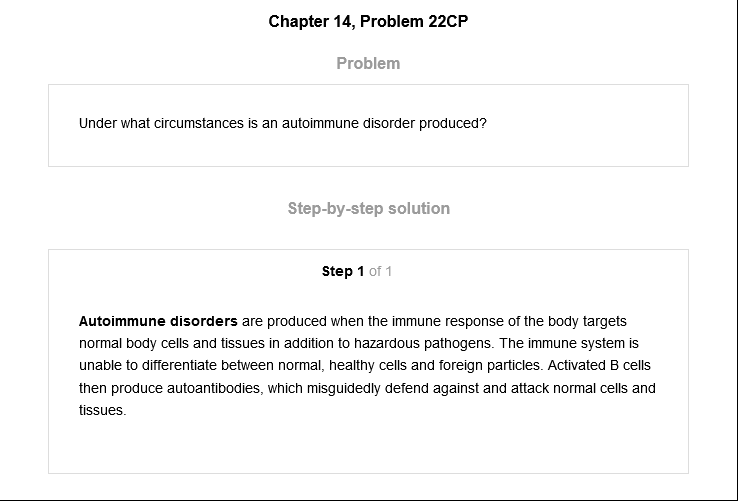 Chapter 14, Problem 22CP
Problem
Under what circumstances is an autoimmune disorder produced?
Step-by-step solution
Step 1 of 1
Autoimmune disorders are produced when the immune response of the body targets
normal body cells and tissues in addition to hazardous pathogens. The immune system is
unable to differentiate between normal, healthy cells and foreign particles. Activated B cells
then produce autoantibodies, which misguidedly defend against and attack normal cells and
tissues.